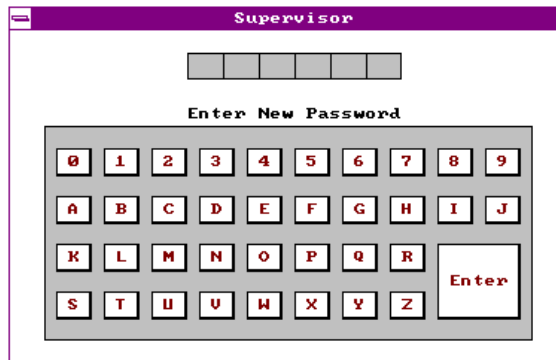 Supervisor
Enter New Password
0 1 2 3 4 5 6 7 8 9
A B C D E F G H I J
K L M N O P Q R
Enter
S T U V W X Y Z